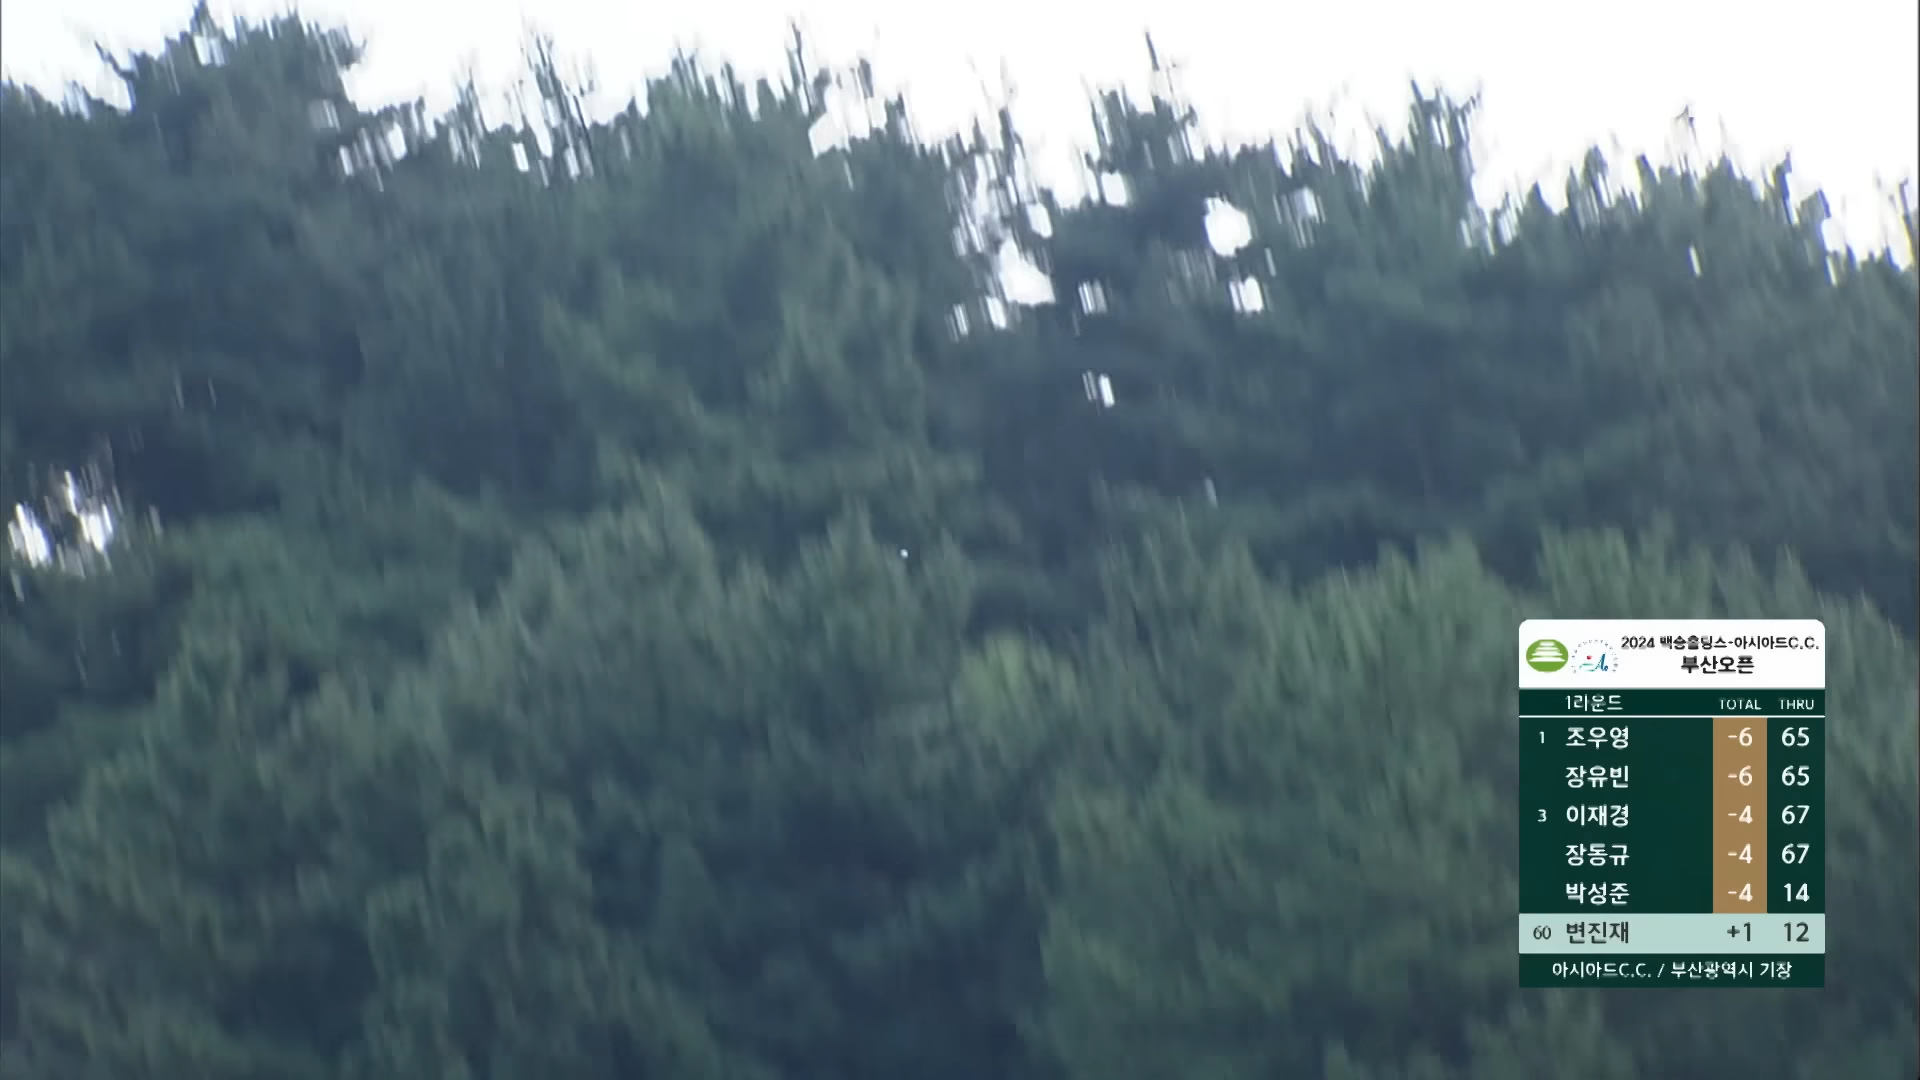 2024 백송홀딩스-아시아드C.C.
부산오픈
1라운드 TOTAL THRU
1 조우영 -6 65
장유빈 -6 65
3 이재경 -4 67
장동규 -4 67
박성준 -4 14
60 변진재 +1 12
아시아드C.C. / 부산광역시 기장